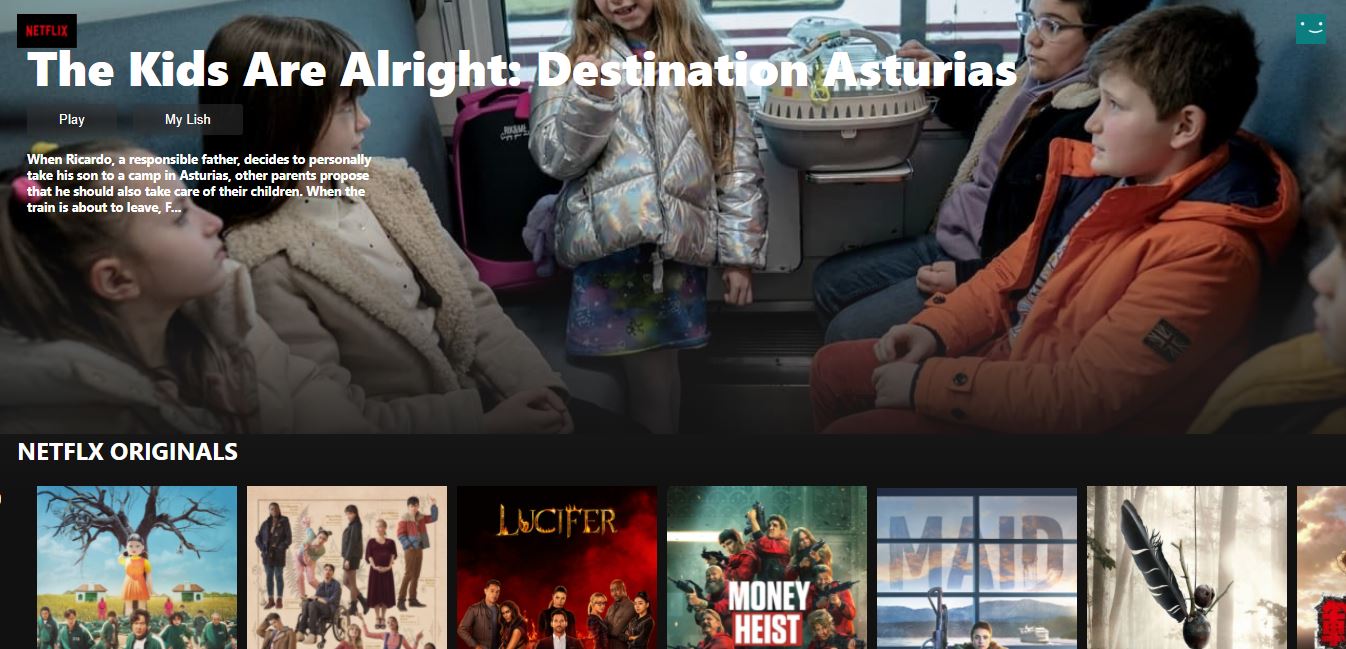 NETFLIX
The Kids Are Alright: Destination Asturias
Play
My Lish
When Ricardo, a responsible father, decides to personally
take his son to a camp in Asturias, other parents propose
that he should also take care of their children. When the
train is about to leave, F...
NETFLX ORIGINALS
LUCIFER
MONEY
HEIST
MAID